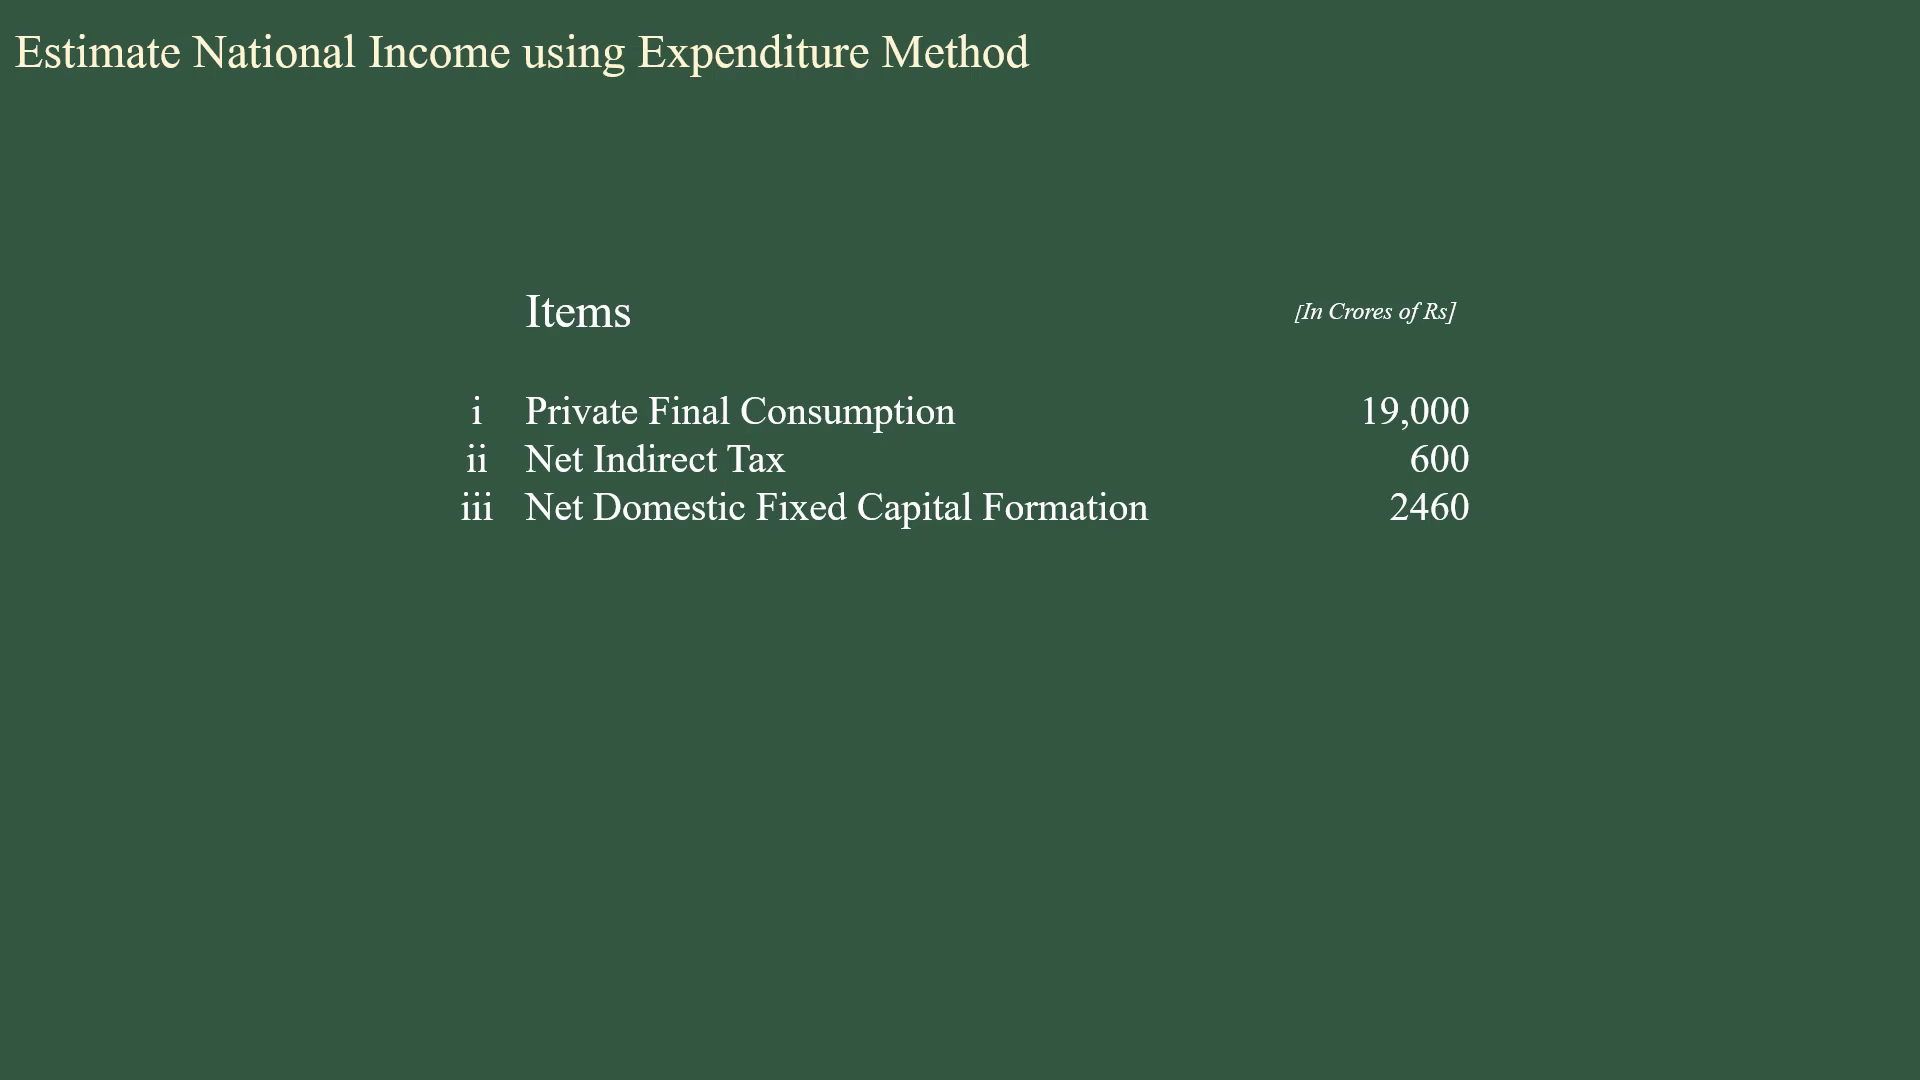 Estimate National Income using Expenditure Method
Items [In Crores of Rs]
i Private Final Consumption 19,000
ii Net Indirect Tax 600
iii Net Domestic Fixed Capital Formation 2460